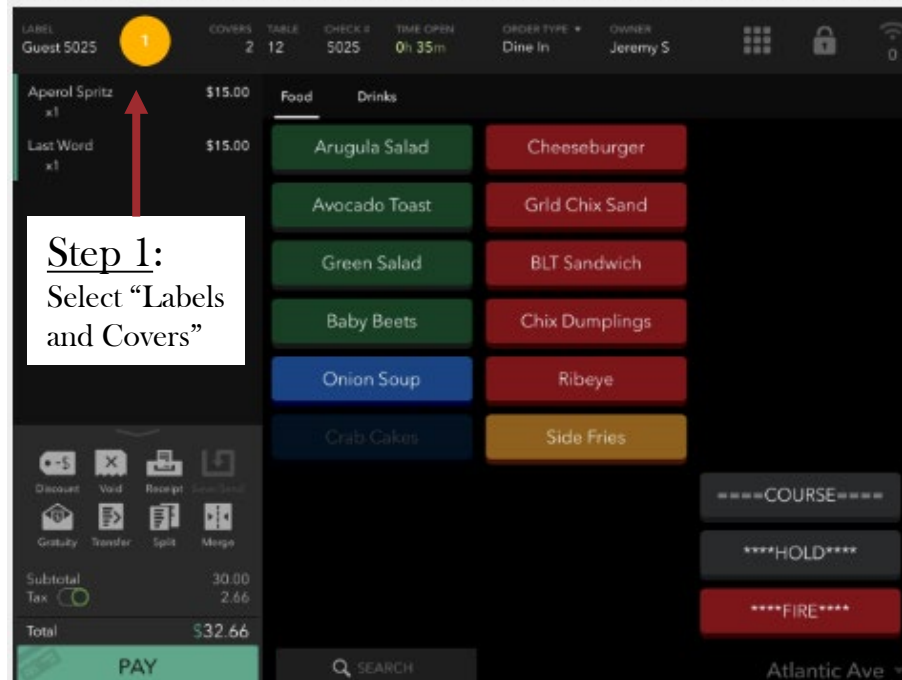 LABEL COVERS TABLE CHECK # TIME OPEN ORDER TYPE OWNER
Guest 5025 1 2 12 5025 0h 35m Dine In Jeremy S 0
Aperol Spritz $15.00
x1
Last Word $15.00
x1
Food Drinks
Arugula Salad Cheeseburger
Avocado Toast Grld Chix Sand
Green Salad BLT Sandwich
Baby Beets Chix Dumplings
Onion Soup Ribeye
Crab Cakes Side Fries
Step 1:
Select “Labels
and Covers”
Discount Void Receipt
Gratuity Transfer Split Merge
Subtotal 30.00
Tax 2.66
Total $32.66
PAY
====COURSE====
****HOLD****
****FIRE****
SEARCH
Atlantic Ave